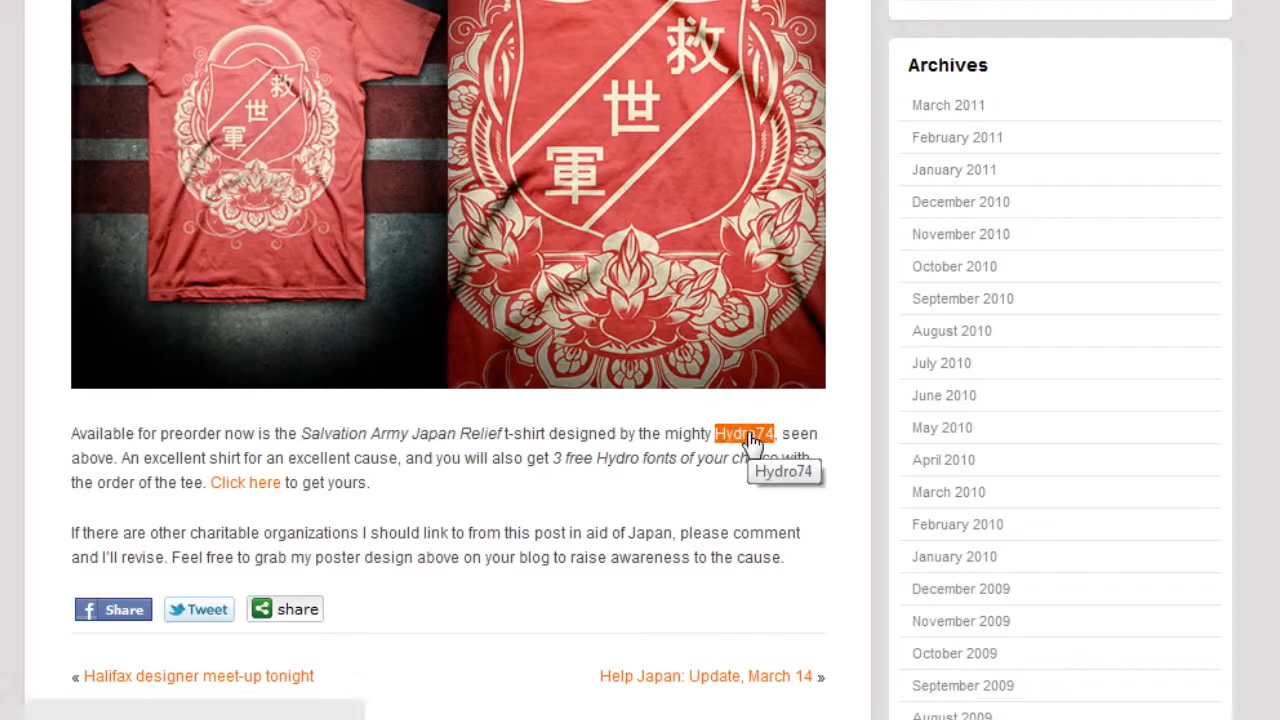 救
世
軍
救
世
軍
Available for preorder now is the Salvation Army Japan Relief t-shirt designed by the mighty Hydro74, seen
above. An excellent shirt for an excellent cause, and you will also get 3 free Hydro fonts of your choice with
the order of the tee. Click here to get yours.
Hydro74
If there are other charitable organizations I should link to from this post in aid of Japan, please comment
and I'll revise. Feel free to grab my poster design above on your blog to raise awareness to the cause.
Share
Tweet
share
« Halifax designer meet-up tonight
Help Japan: Update, March 14 »
Archives
March 2011
February 2011
January 2011
December 2010
November 2010
October 2010
September 2010
August 2010
July 2010
June 2010
May 2010
April 2010
March 2010
February 2010
January 2010
December 2009
November 2009
October 2009
September 2009
August 2009